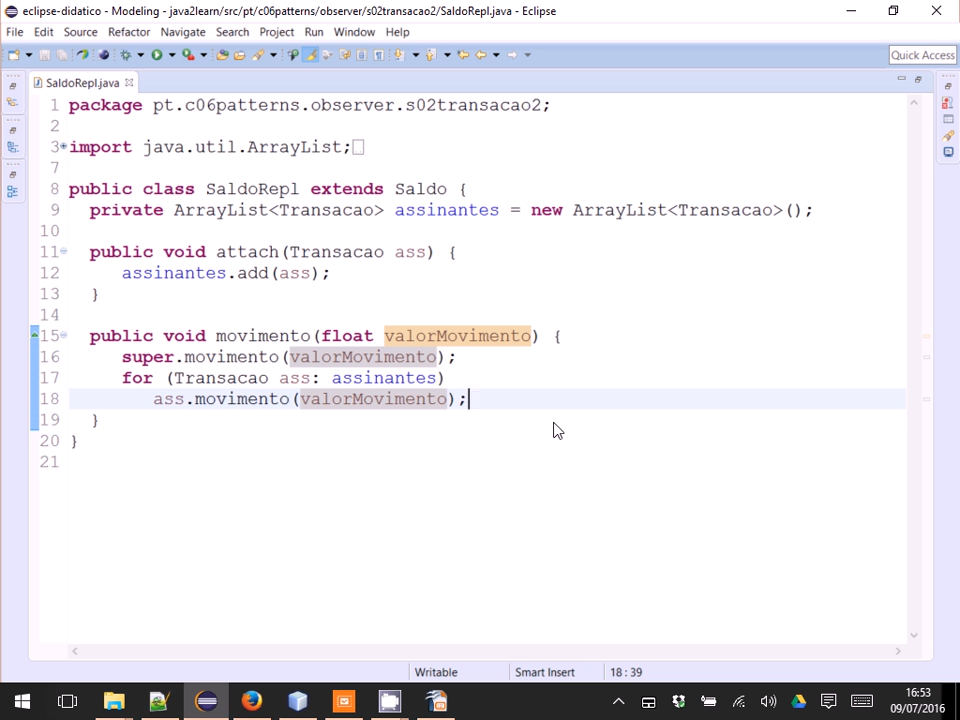 eclipse-didatico - Modeling - java2learn/src/pt/c06patterns/observer/s02transacao2/SaldoRepl.java - Eclipse
File Edit Source Refactor Navigate Search Project Run Window Help
Quick Access
SaldoRepl.java
1 package pt.c06patterns.observer.s02transacao2;
2
3 import java.util.ArrayList;
7
8 public class SaldoRepl extends Saldo {
9 private ArrayList<Transacao> assinantes = new ArrayList<Transacao>();
10
11 public void attach(Transacao ass) {
12 assinantes.add(ass);
13 }
14
15 public void movimento(float valorMovimento) {
16 super.movimento(valorMovimento);
17 for (Transacao ass: assinantes)
18 ass.movimento(valorMovimento);
19 }
20 }
21
Writable Smart Insert 18 : 39
16:53
09/07/2016